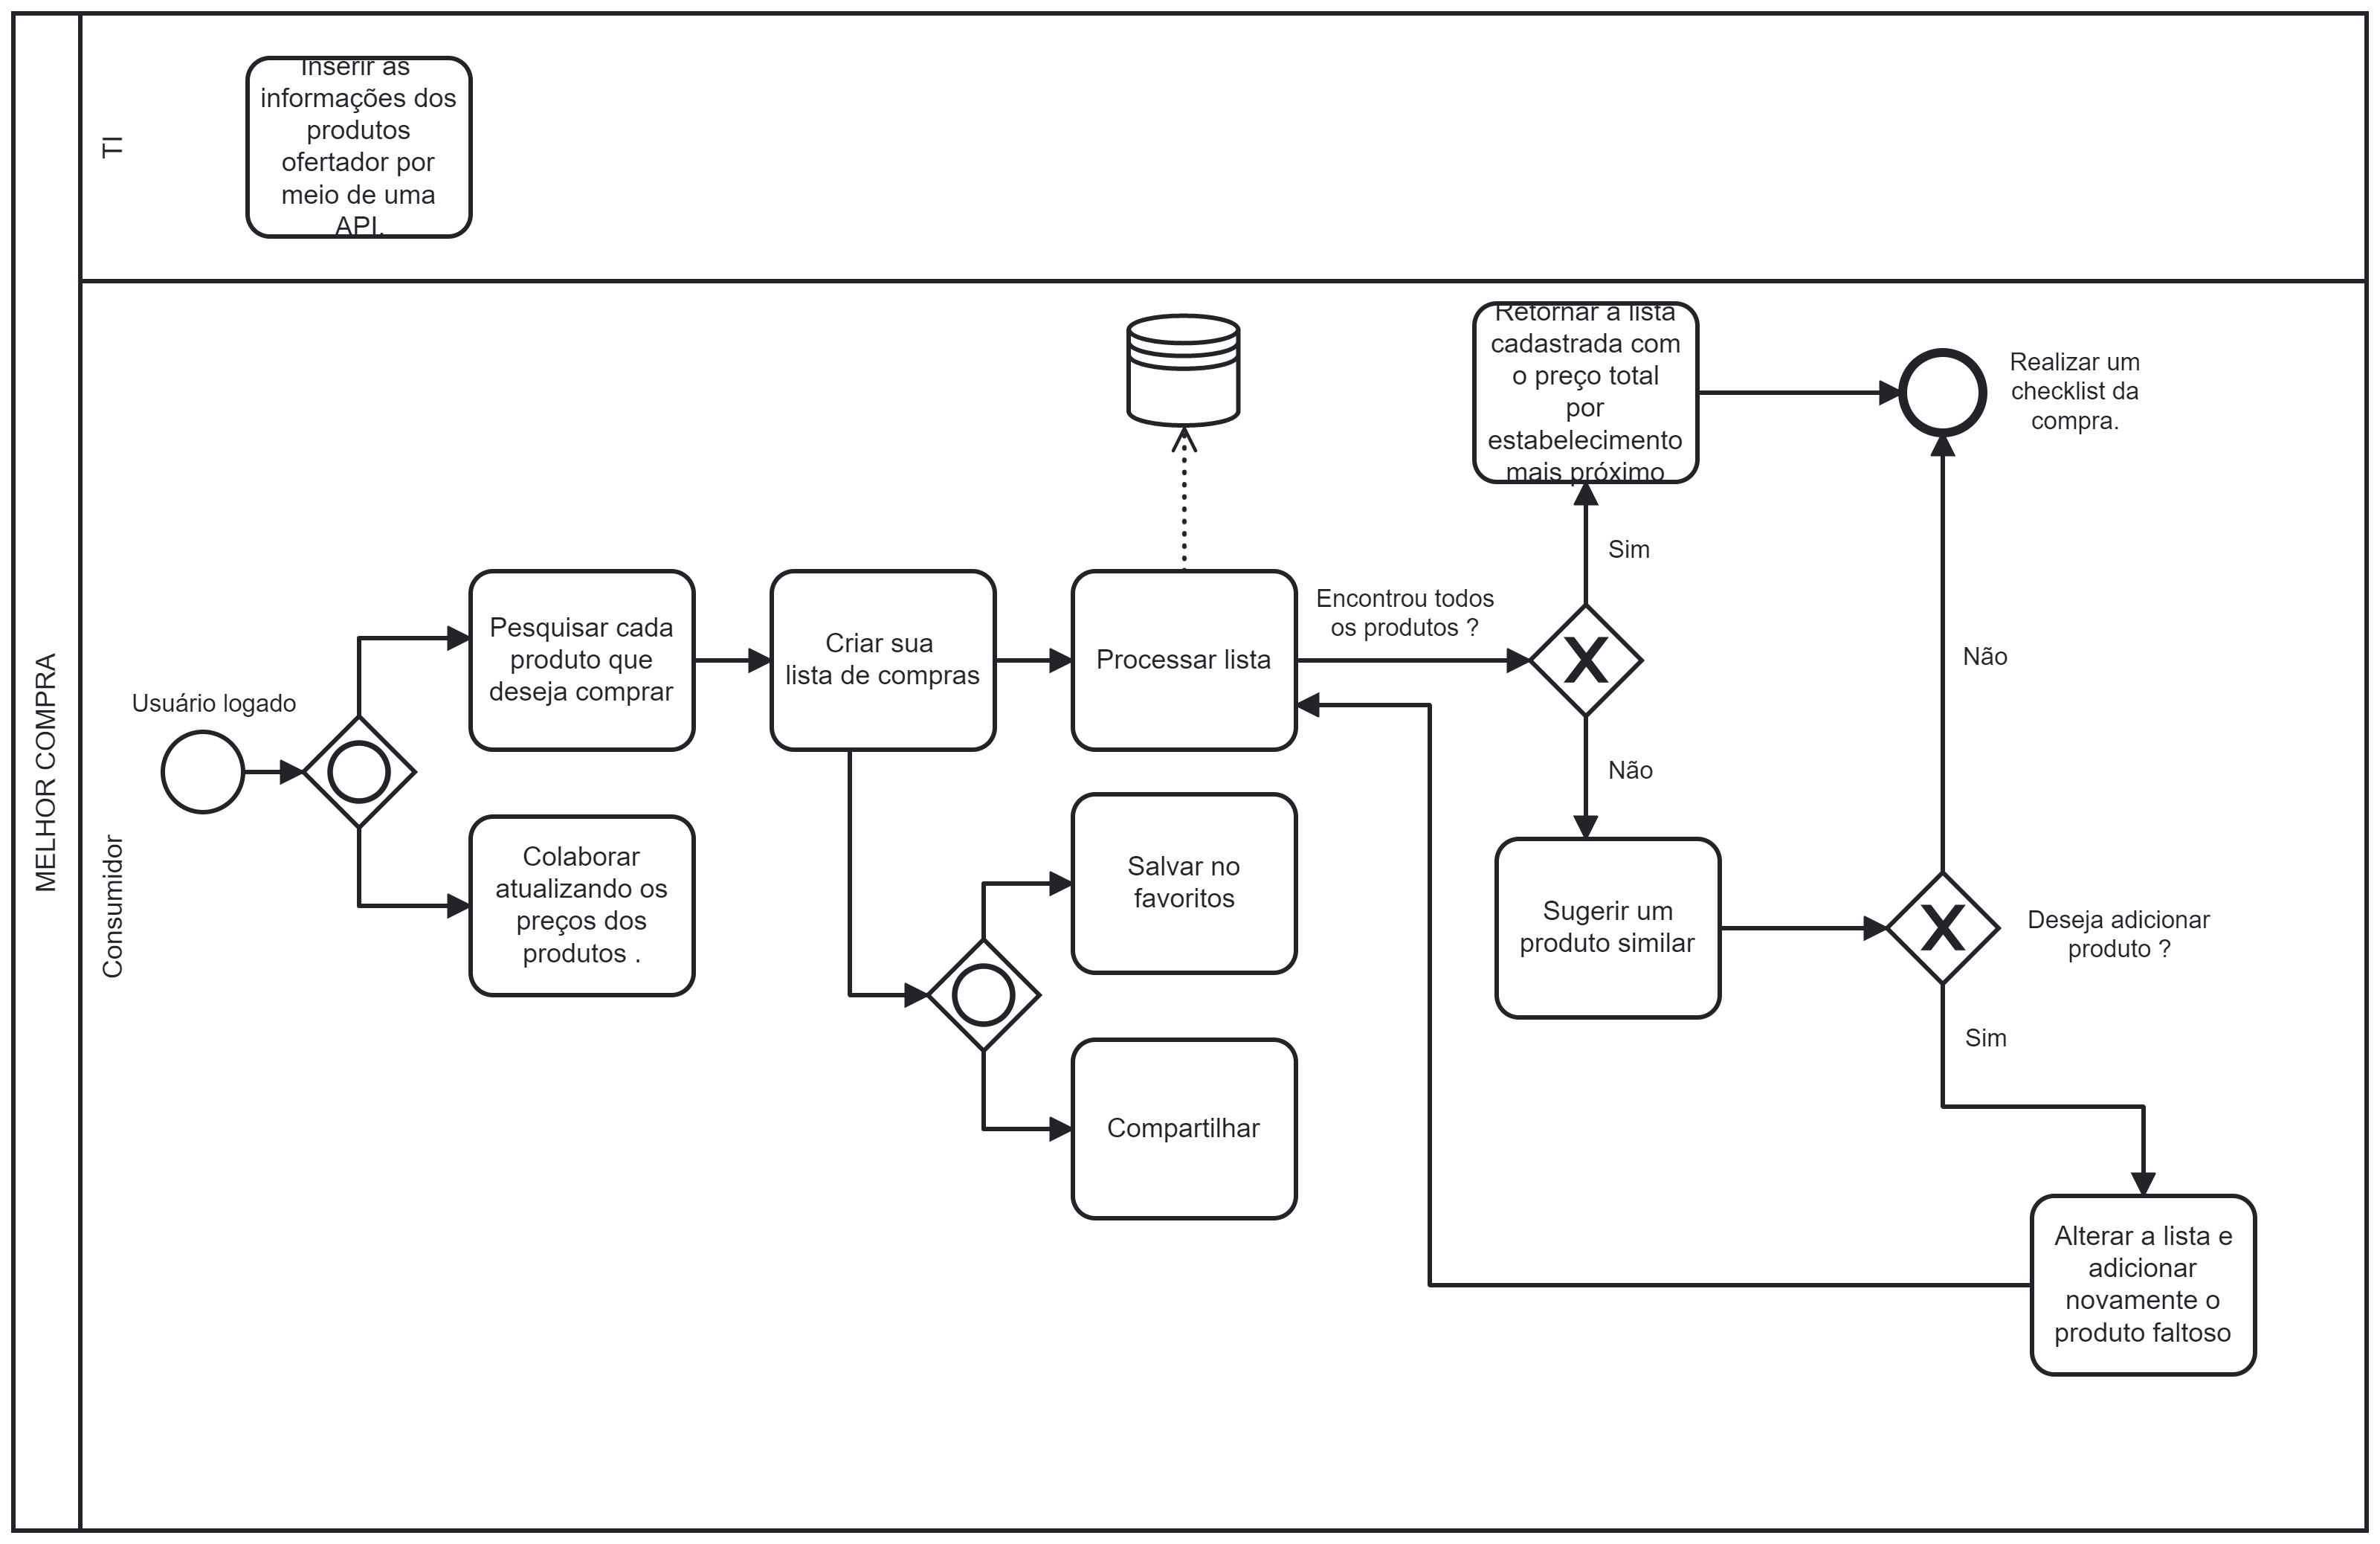 MELHOR COMPRA
TI
Inserir as
informações dos
produtos
ofertador por
meio de uma
API.
Consumidor
Usuário logado
Pesquisar cada
produto que
deseja comprar
Colaborar
atualizando os
preços dos
produtos .
Criar sua
lista de compras
Processar lista
Salvar no
favoritos
Compartilhar
Encontrou todos
os produtos ?
Sim
Retornar a lista
cadastrada com
o preço total
por
estabelecimento
mais próximo
Realizar um
checklist da
compra.
Não
Sugerir um
produto similar
Deseja adicionar
produto ?
Não
Sim
Alterar a lista e
adicionar
novamente o
produto faltoso